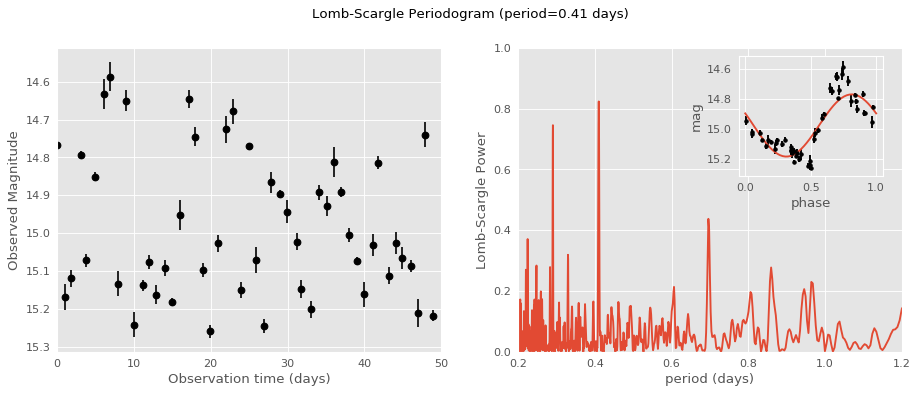 Lomb-Scargle Periodogram (period=0.41 days)
Observed Magnitude
14.6
14.7
14.8
14.9
15.0
15.1
15.2
15.3
0 10 20 30 40 50
Observation time (days)
Lomb-Scargle Power
1.0
0.8
0.6
0.4
0.2
0.0
0.2 0.4 0.6 0.8 1.0 1.2
period (days)
mag
14.6
14.8
15.0
15.2
0.0 0.5 1.0
phase